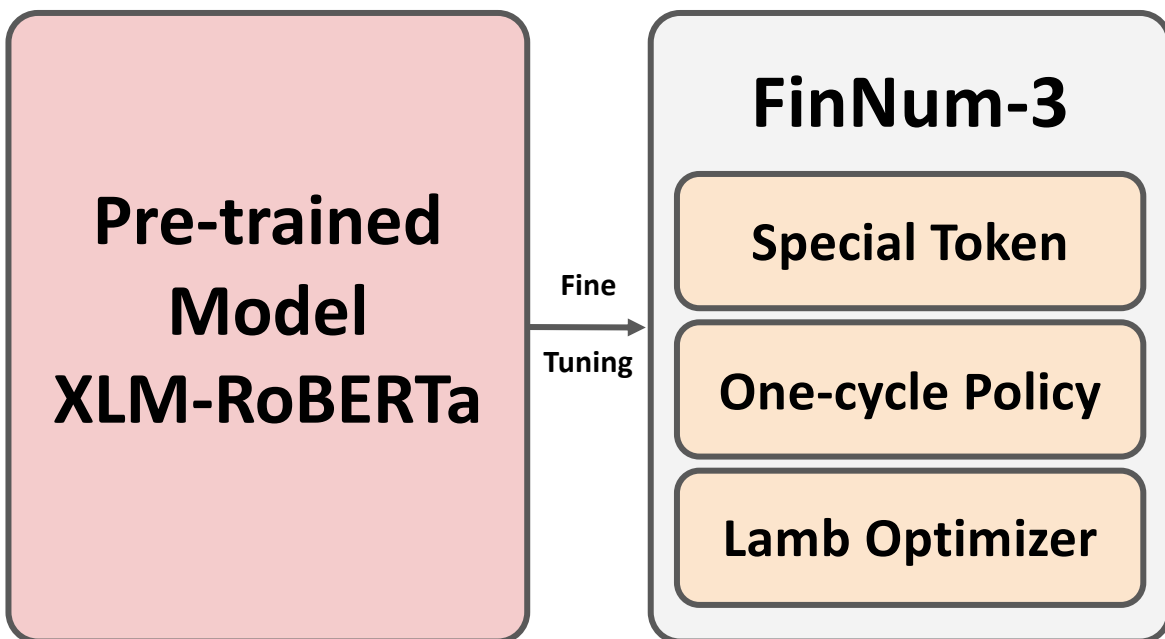 Pre-trained
Model
XLM-RoBERTa
Fine
Tuning
FinNum-3
Special Token
One-cycle Policy
Lamb Optimizer